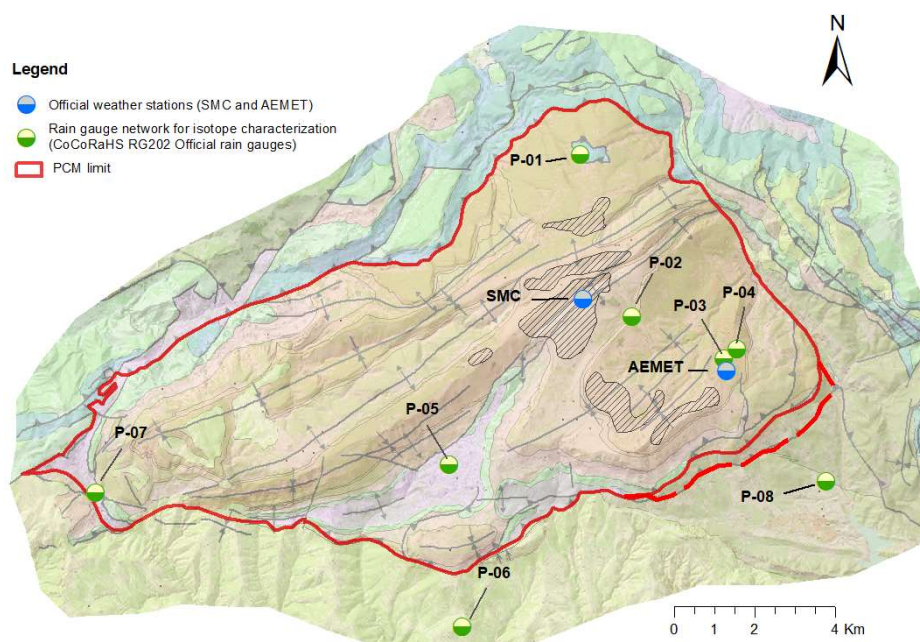 N
Legend
Official weather stations (SMC and AEMET)
Rain gauge network for isotope characterization
(CoCoRaHS RG202 Official rain gauges)
PCM limit
P-01
P-02
SMC
P-03
P-04
AEMET
P-05
P-07
P-08
P-06
0 2 4 Km